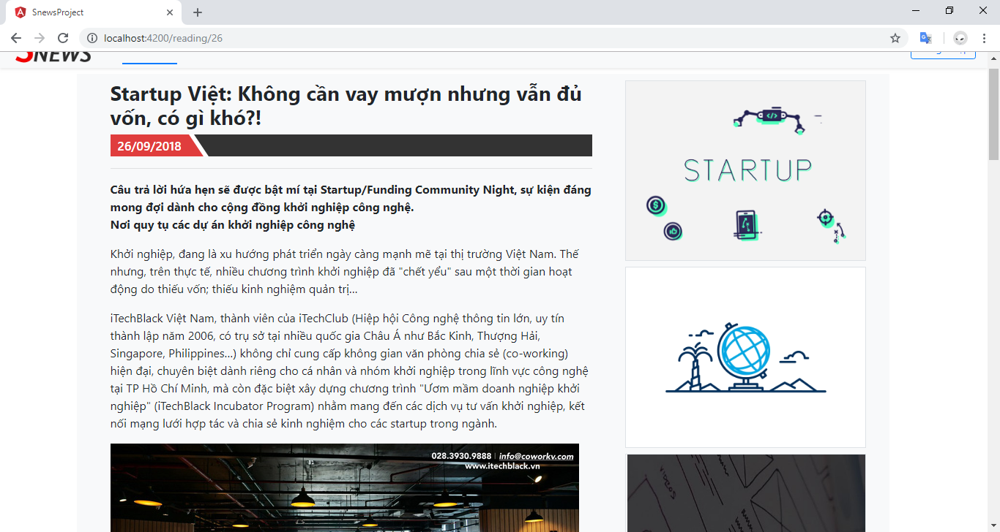 SnewsProject
localhost:4200/reading/26
SNEWS
Startup Việt: Không cần vay mượn nhưng vẫn đủ
vốn, có gì khó?!
26/09/2018
Câu trả lời hứa hẹn sẽ được bật mí tại Startup/Funding Community Night, sự kiện đáng
mong đợi dành cho cộng đồng khởi nghiệp công nghệ.
Nơi quy tụ các dự án khởi nghiệp công nghệ
Khởi nghiệp, đang là xu hướng phát triển ngày càng mạnh mẽ tại thị trường Việt Nam. Thế
nhưng, trên thực tế, nhiều chương trình khởi nghiệp đã "chết yểu" sau một thời gian hoạt
động do thiếu vốn; thiếu kinh nghiệm quản trị...
iTechBlack Việt Nam, thành viên của iTechClub (Hiệp hội Công nghệ thông tin lớn, uy tín
thành lập năm 2006, có trụ sở tại nhiều quốc gia Châu Á như Bắc Kinh, Thượng Hải,
Singapore, Philippines...) không chỉ cung cấp không gian văn phòng chia sẻ (co-working)
hiện đại, chuyên biệt dành riêng cho cá nhân và nhóm khởi nghiệp trong lĩnh vực công nghệ
tại TP Hồ Chí Minh, mà còn đặc biệt xây dựng chương trình "Ươm mầm doanh nghiệp khởi
nghiệp" (iTechBlack Incubator Program) nhằm mang đến các dịch vụ tư vấn khởi nghiệp, kết
nối mạng lưới hợp tác và chia sẻ kinh nghiệm cho các startup trong ngành.
028.3930.9888 | info@coworkv.com
www.itechblack.vn
</> 
STARTUP